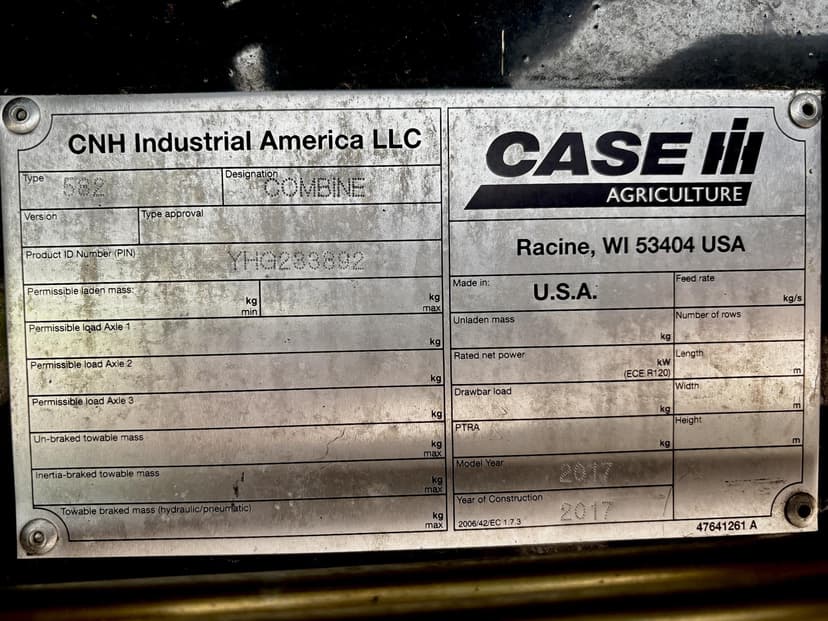 CNH Industrial America LLC
Type
Designation
COMBINE
Version
Type approval
Product ID Number (PIN)
YHG233892
Permissible laden mass:
kg
min
kg
max
Permissible load Axle 1
kg
Permissible load Axle 2
kg
Permissible load Axle 3
kg
Un-braked towable mass
kg
max
Inertia-braked towable mass
kg
max
Towable braked mass (hydraulic/pneumatic)
kg
max
CASE IH
AGRICULTURE
Racine, WI 53404 USA
Made in:
U.S.A.
Feed rate
kg/s
Unladen mass
kg
Number of rows
Rated net power
kW
(ECE R120)
Length
m
Drawbar load
kg
Width
m
PTRA
kg
Height
m
Model Year
2017
Year of Construction
2017
2006/42/EC 1.7.3
47641261 A